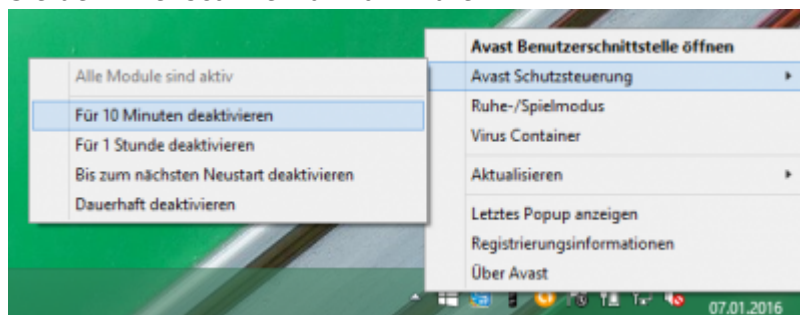 Avast Benutzerschnittstelle öffnen
Avast Schutzsteuerung
Ruhe-/Spielmodus
Virus Container
Aktualisieren
Letztes Popup anzeigen
Registrierungsinformationen
Über Avast
Alle Module sind aktiv
Für 10 Minuten deaktivieren
Für 1 Stunde deaktivieren
Bis zum nächsten Neustart deaktivieren
Dauerhaft deaktivieren
07.01.2016